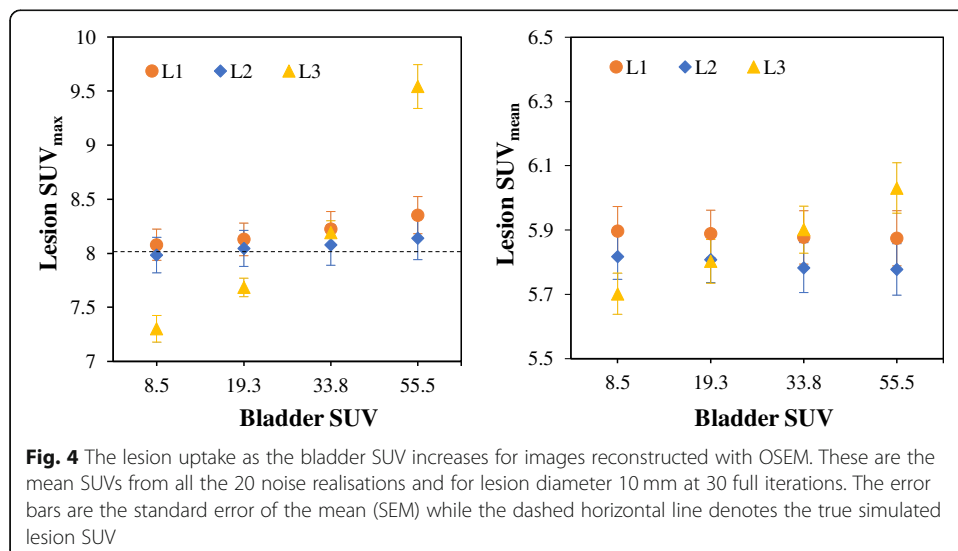 10
9.5
9
8.5
8
7.5
7
Lesion SUVmax
L1 L2 L3
8.5 19.3 33.8 55.5
Bladder SUV
6.5
6.3
6.1
5.9
5.7
5.5
Lesion SUVmean
L1 L2 L3
8.5 19.3 33.8 55.5
Bladder SUV
Fig. 4 The lesion uptake as the bladder SUV increases for images reconstructed with OSEM. These are the
mean SUVs from all the 20 noise realisations and for lesion diameter 10 mm at 30 full iterations. The error
bars are the standard error of the mean (SEM) while the dashed horizontal line denotes the true simulated
lesion SUV